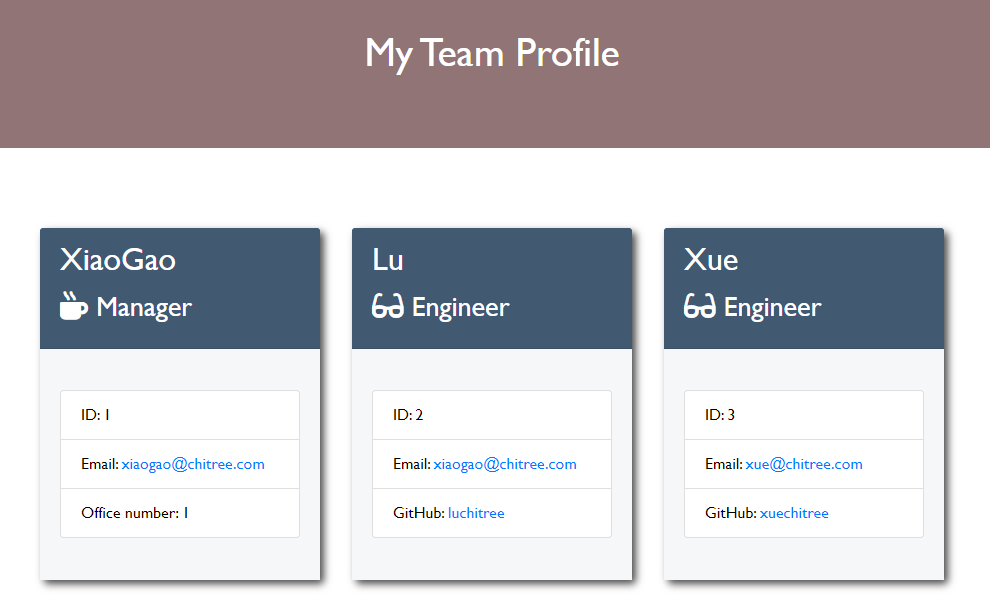 My Team Profile
XiaoGao
Manager
ID: 1
Email: xiaogao@chitree.com
Office number: 1
Lu
Engineer
ID: 2
Email: xiaogao@chitree.com
GitHub: luchitree
Xue
Engineer
ID: 3
Email: xue@chitree.com
GitHub: xuechitree